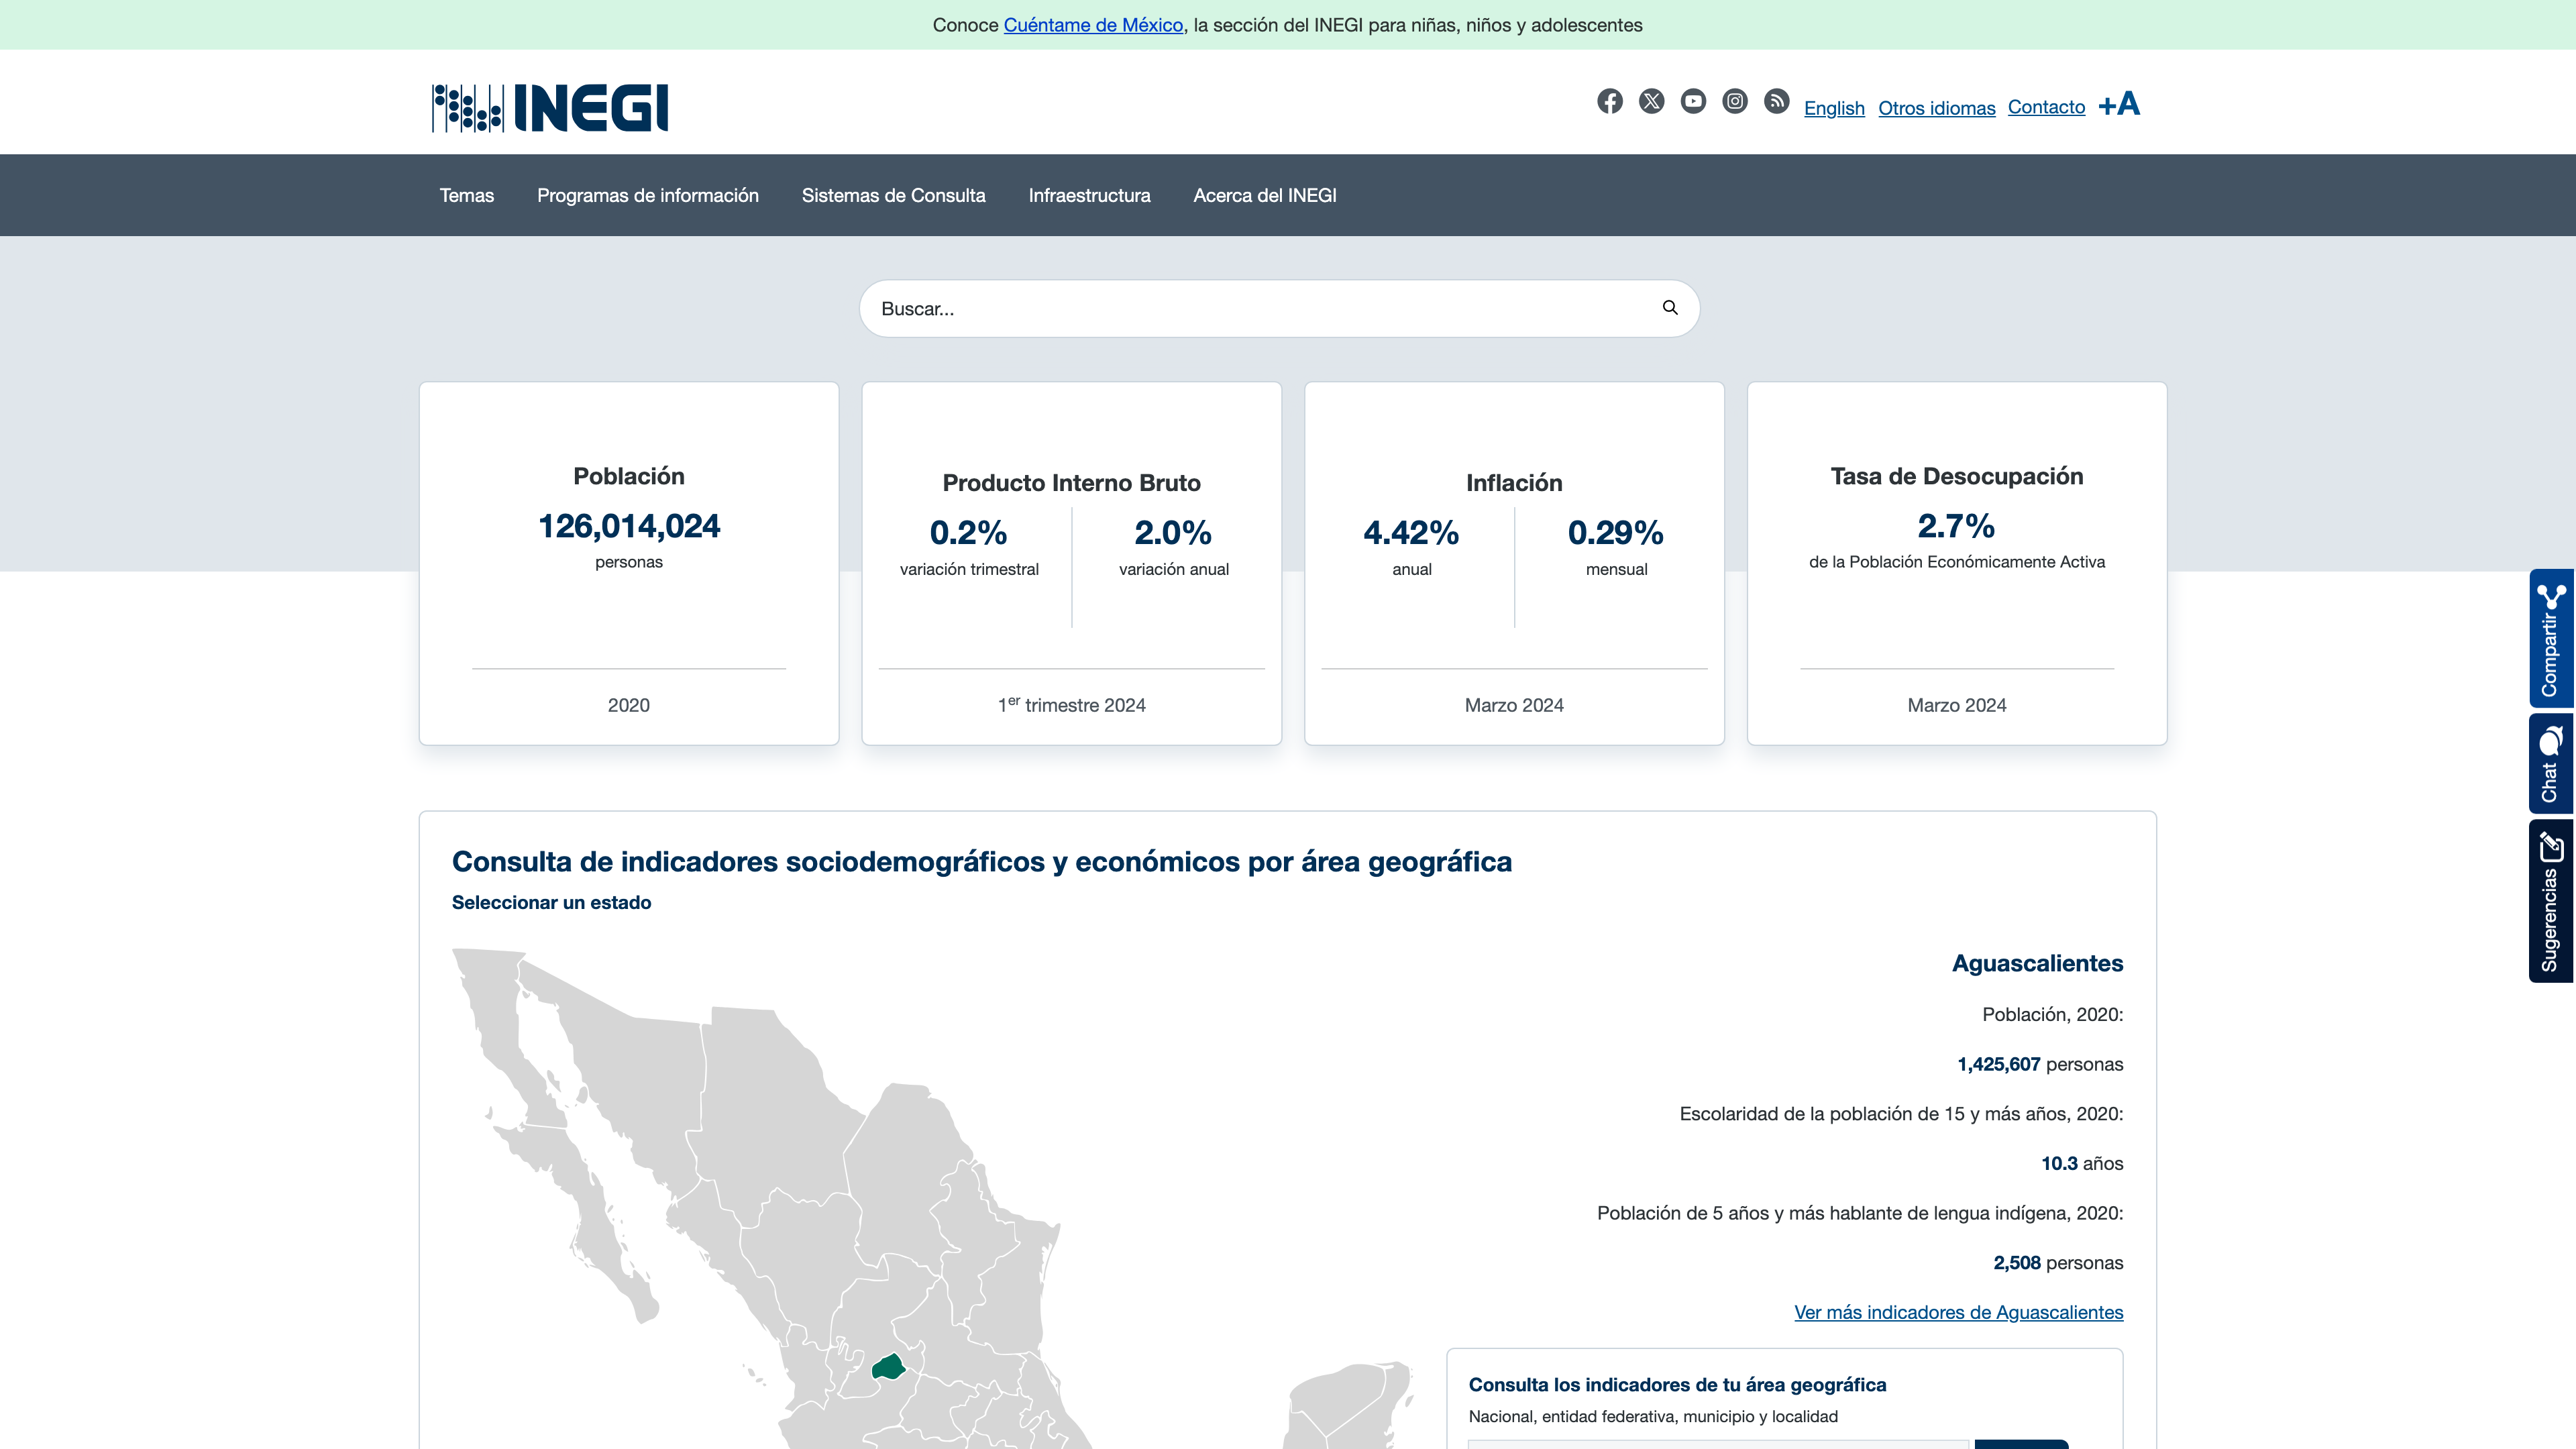 Conoce Cuéntame de México, la sección del INEGI para niñas, niños y adolescentes
INEGI
English Otros idiomas Contacto +A
Temas Programas de información Sistemas de Consulta Infraestructura Acerca del INEGI
Buscar...
Población
126,014,024
personas
2020
Producto Interno Bruto
0.2% 2.0%
variación trimestral variación anual
1er trimestre 2024
Inflación
4.42% 0.29%
anual mensual
Marzo 2024
Tasa de Desocupación
2.7%
de la Población Económicamente Activa
Marzo 2024
Compartir
Chat
Sugerencias
Consulta de indicadores sociodemográficos y económicos por área geográfica
Seleccionar un estado
Aguascalientes
Población, 2020:
1,425,607 personas
Escolaridad de la población de 15 y más años, 2020:
10.3 años
Población de 5 años y más hablante de lengua indígena, 2020:
2,508 personas
Ver más indicadores de Aguascalientes
Consulta los indicadores de tu área geográfica
Nacional, entidad federativa, municipio y localidad